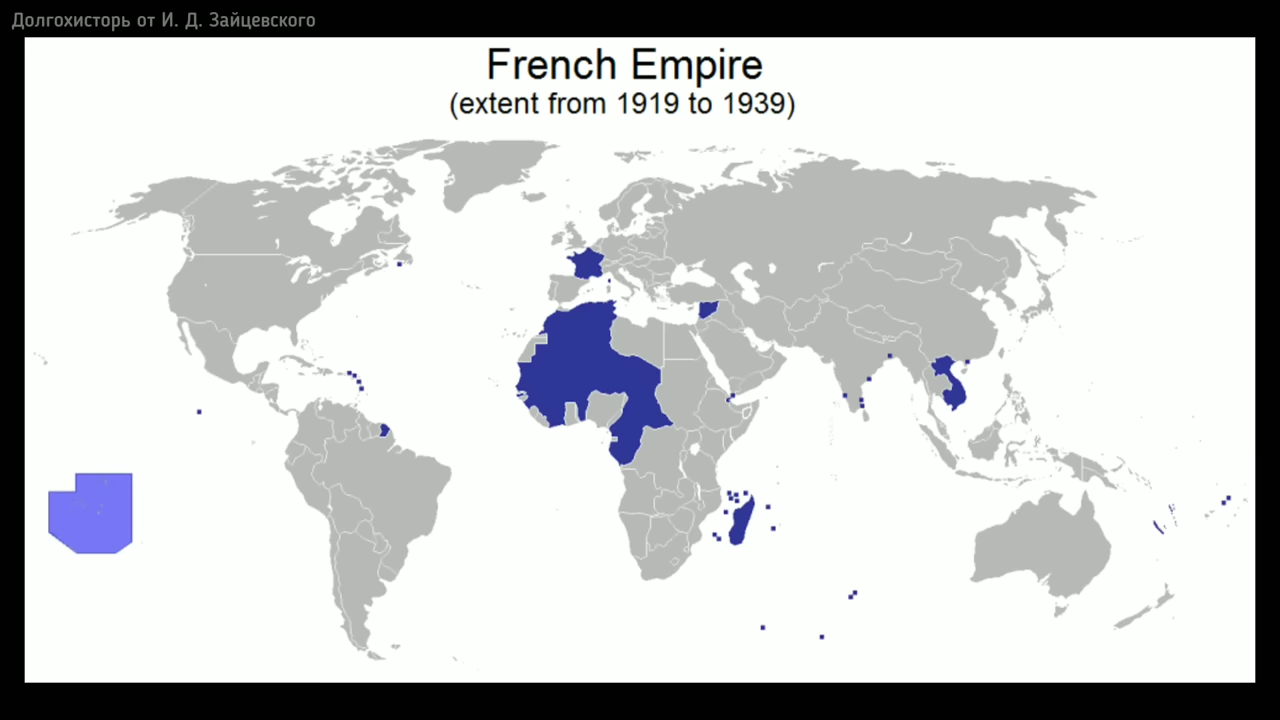 Долгохисторь от И. Д. Зайцевского
French Empire
(extent from 1919 to 1939)